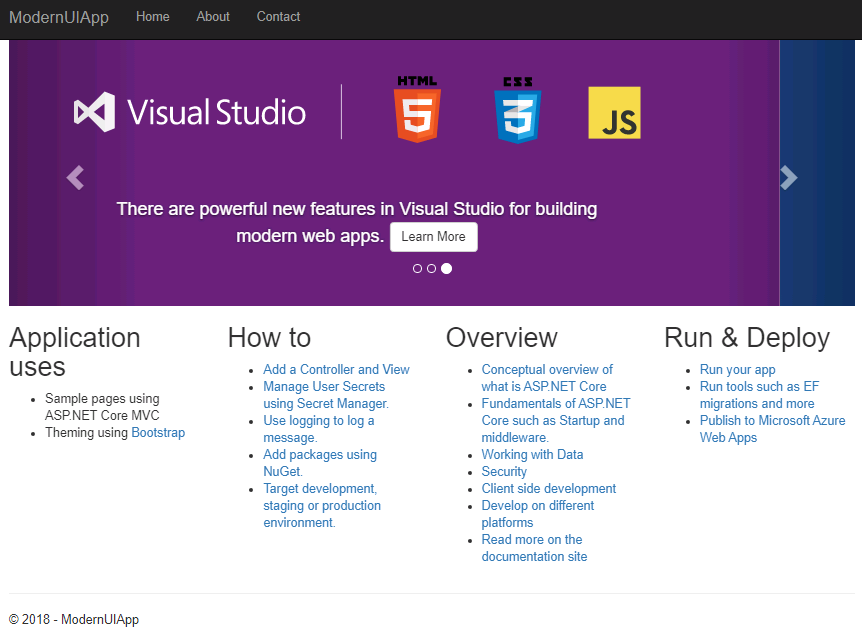 ModernUIApp Home About Contact
HTML CSS
Visual Studio 5 3 JS
There are powerful new features in Visual Studio for building
modern web apps. Learn More
Application
uses
Sample pages using
ASP.NET Core MVC
Theming using Bootstrap
How to
Add a Controller and View
Manage User Secrets
using Secret Manager.
Use logging to log a
message.
Add packages using
NuGet.
Target development,
staging or production
environment.
Overview
Conceptual overview of
what is ASP.NET Core
Fundamentals of ASP.NET
Core such as Startup and
middleware.
Working with Data
Security
Client side development
Develop on different
platforms
Read more on the
documentation site
Run & Deploy
Run your app
Run tools such as EF
migrations and more
Publish to Microsoft Azure
Web Apps
© 2018 - ModernUIApp